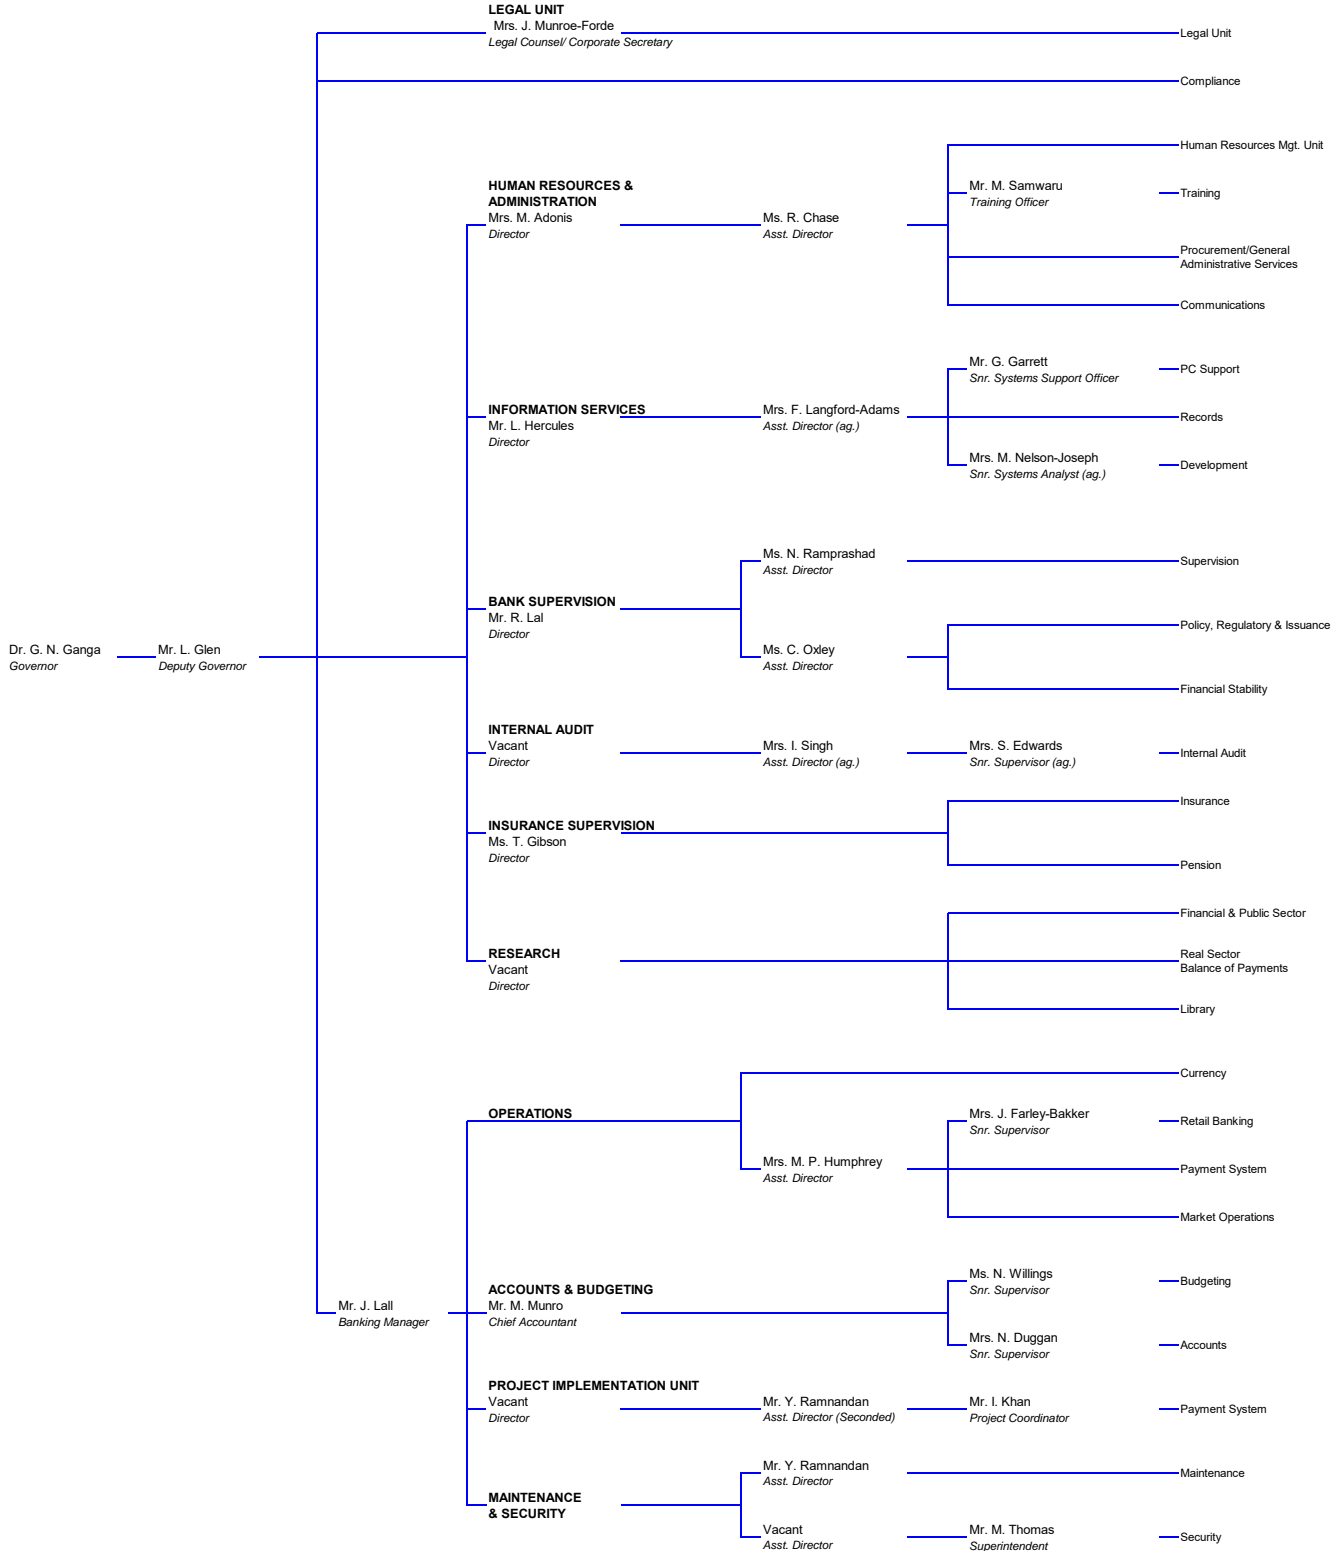 LEGAL UNIT
Mrs. J. Munroe-Forde
Legal Counsel/ Corporate Secretary
Legal Unit
Compliance
Human Resources Mgt. Unit
HUMAN RESOURCES &
ADMINISTRATION
Mrs. M. Adonis
Director
Ms. R. Chase
Asst. Director
Mr. M. Samwaru
Training Officer
Training
Procurement/General
Administrative Services
Communications
INFORMATION SERVICES
Mr. L. Hercules
Director
Mrs. F. Langford-Adams
Asst. Director (ag.)
Mr. G. Garrett
Snr. Systems Support Officer
PC Support
Records
Mrs. M. Nelson-Joseph
Snr. Systems Analyst (ag.)
Development
BANK SUPERVISION
Mr. R. Lal
Director
Ms. N. Ramprashad
Asst. Director
Supervision
Ms. C. Oxley
Asst. Director
Policy, Regulatory & Issuance
Financial Stability
Dr. G. N. Ganga
Governor
Mr. L. Glen
Deputy Governor
INTERNAL AUDIT
Vacant
Director
Mrs. I. Singh
Asst. Director (ag.)
Mrs. S. Edwards
Snr. Supervisor (ag.)
Internal Audit
INSURANCE SUPERVISION
Ms. T. Gibson
Director
Insurance
Pension
RESEARCH
Vacant
Director
Financial & Public Sector
Real Sector
Balance of Payments
Library
OPERATIONS
Currency
Mrs. M. P. Humphrey
Asst. Director
Mrs. J. Farley-Bakker
Snr. Supervisor
Retail Banking
Payment System
Market Operations
Mr. J. Lall
Banking Manager
ACCOUNTS & BUDGETING
Mr. M. Munro
Chief Accountant
Ms. N. Willings
Snr. Supervisor
Budgeting
Mrs. N. Duggan
Snr. Supervisor
Accounts
PROJECT IMPLEMENTATION UNIT
Vacant
Director
Mr. Y. Ramnandan
Asst. Director (Seconded)
Mr. I. Khan
Project Coordinator
Payment System
MAINTENANCE
& SECURITY
Mr. Y. Ramnandan
Asst. Director
Maintenance
Vacant
Asst. Director
Mr. M. Thomas
Superintendent
Security